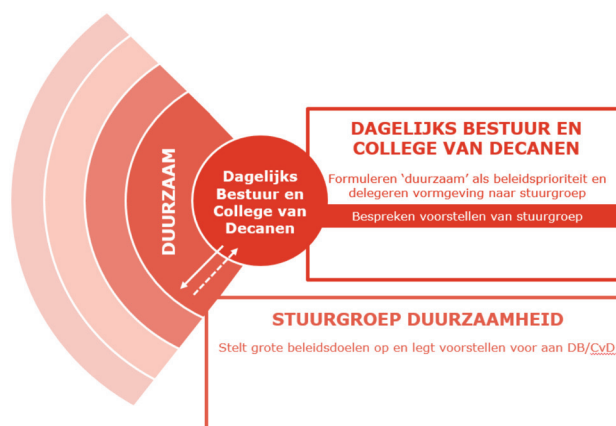 DUURZAAM
Dagelijks
Bestuur en
College van
Decanen
DAGELIJKS BESTUUR EN
COLLEGE VAN DECANEN
Formuleren ‘duurzaam’ als beleidsprioriteit en
delegeren vormgeving naar stuurgroep
Bespreken voorstellen van stuurgroep
STUURGROEP DUURZAAMHEID
Stelt grote beleidsdoelen op en legt voorstellen voor aan DB/CvD